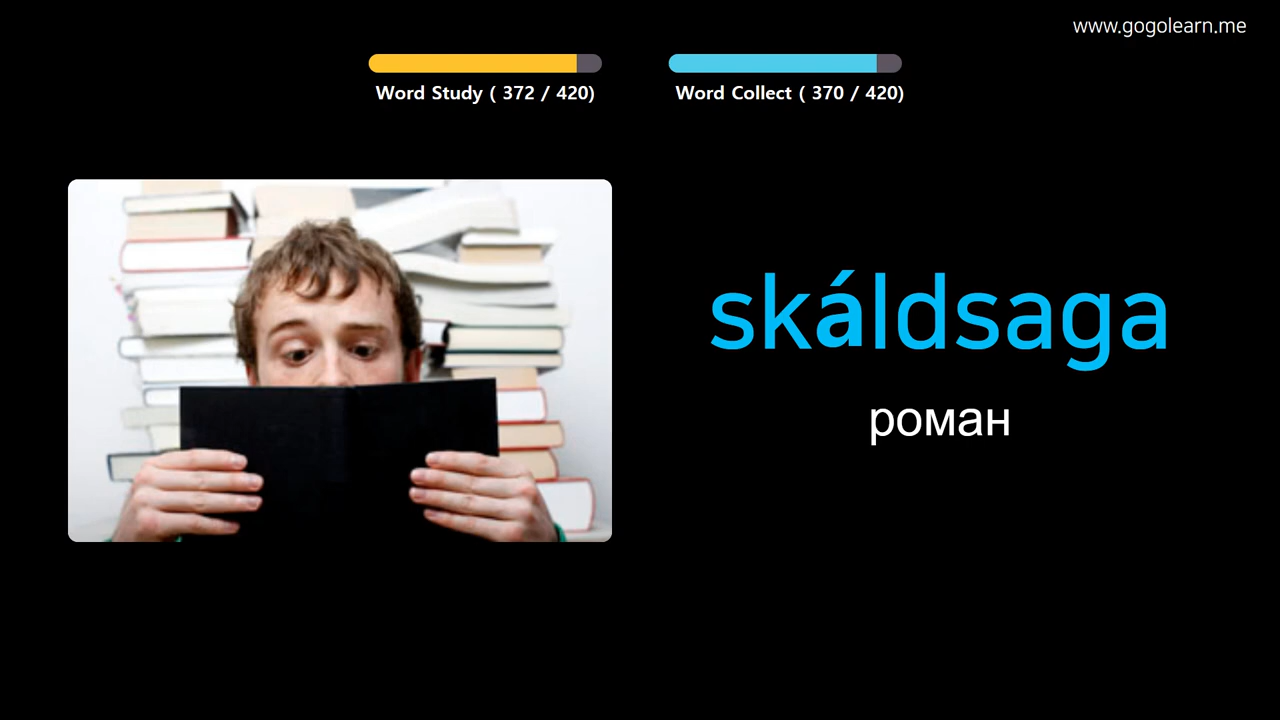 www.gogolearn.me
Word Study ( 372 / 420)
Word Collect ( 370 / 420)
skáldsaga
роман